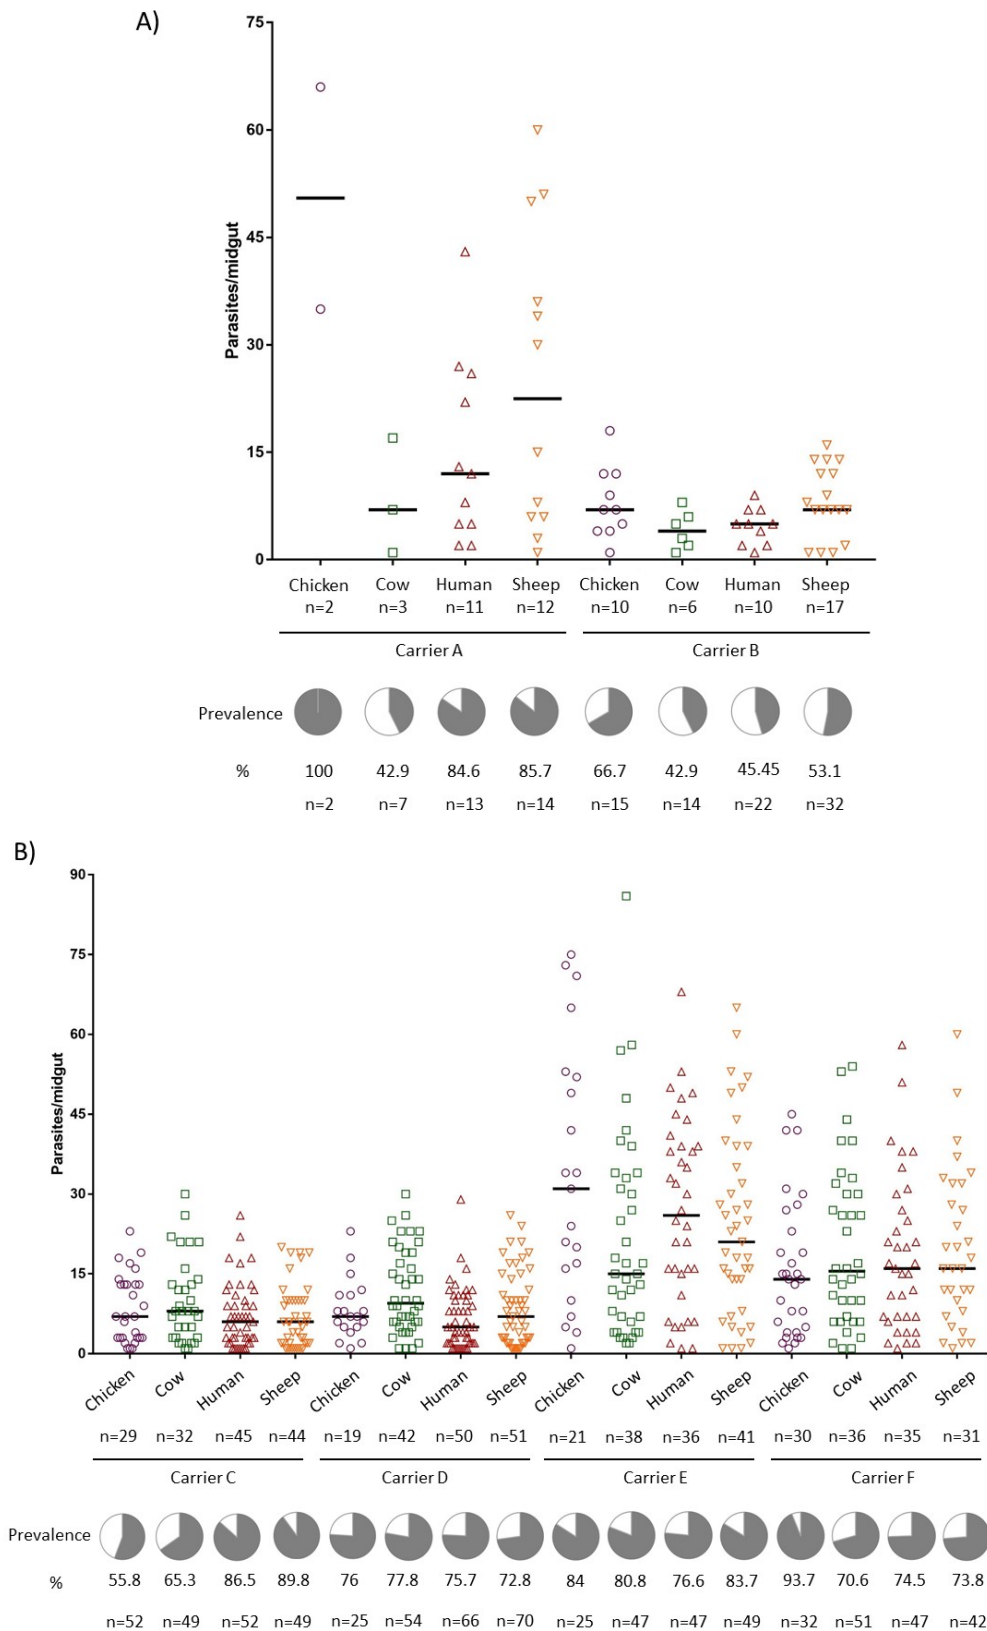 A)
75
60
45
30
15
0
Parasites/midgut
Chicken Cow Human Sheep Chicken Cow Human Sheep
n=2 n=3 n=11 n=12 n=10 n=6 n=10 n=17
Carrier A Carrier B
Prevalence
% 100 42.9 84.6 85.7 66.7 42.9 45.45 53.1
n=2 n=7 n=13 n=14 n=15 n=14 n=22 n=32
B)
90
75
60
45
30
15
0
Parasites/midgut
Chicken Cow Human Sheep Chicken Cow Human Sheep Chicken Cow Human Sheep Chicken Cow Human Sheep
n=29 n=32 n=45 n=44 n=19 n=42 n=50 n=51 n=21 n=38 n=36 n=41 n=30 n=36 n=35 n=31
Carrier C Carrier D Carrier E Carrier F
Prevalence
% 55.8 65.3 86.5 89.8 76 77.8 75.7 72.8 84 80.8 76.6 83.7 93.7 70.6 74.5 73.8
n=52 n=49 n=52 n=49 n=25 n=54 n=66 n=70 n=25 n=47 n=47 n=49 n=32 n=51 n=47 n=42